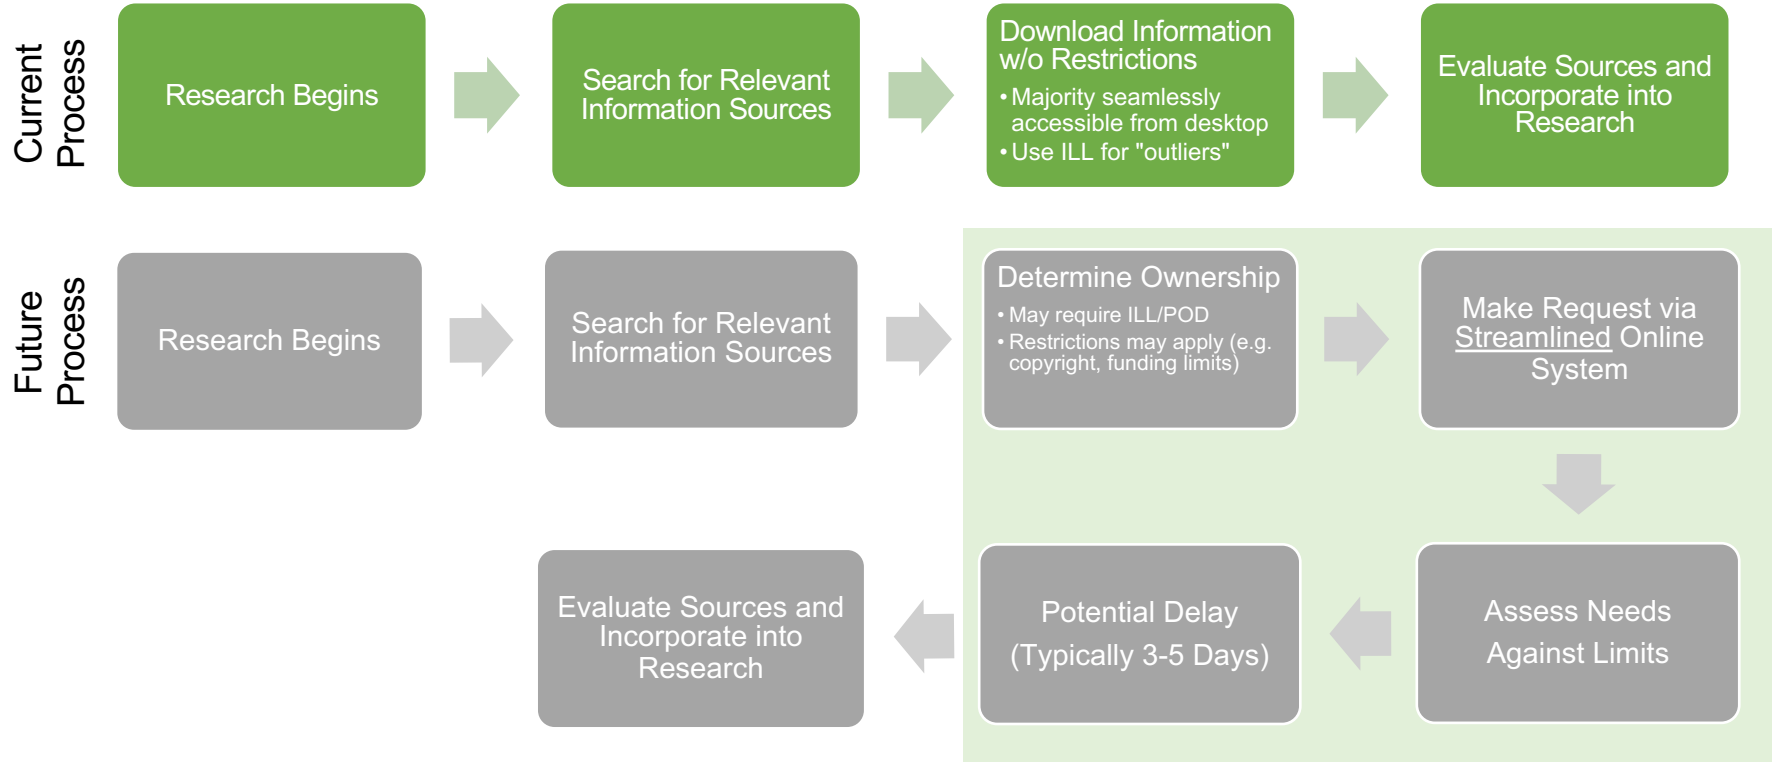 Current
Process
Research Begins
Search for Relevant
Information Sources
Download Information
w/o Restrictions
• Majority seamlessly
accessible from desktop
• Use ILL for "outliers"
Evaluate Sources and
Incorporate into
Research
Future
Process
Research Begins
Search for Relevant
Information Sources
Determine Ownership
• May require ILL/POD
• Restrictions may apply (e.g.
copyright, funding limits)
Make Request via
Streamlined Online
System
Assess Needs
Against Limits
Potential Delay
(Typically 3-5 Days)
Evaluate Sources and
Incorporate into
Research